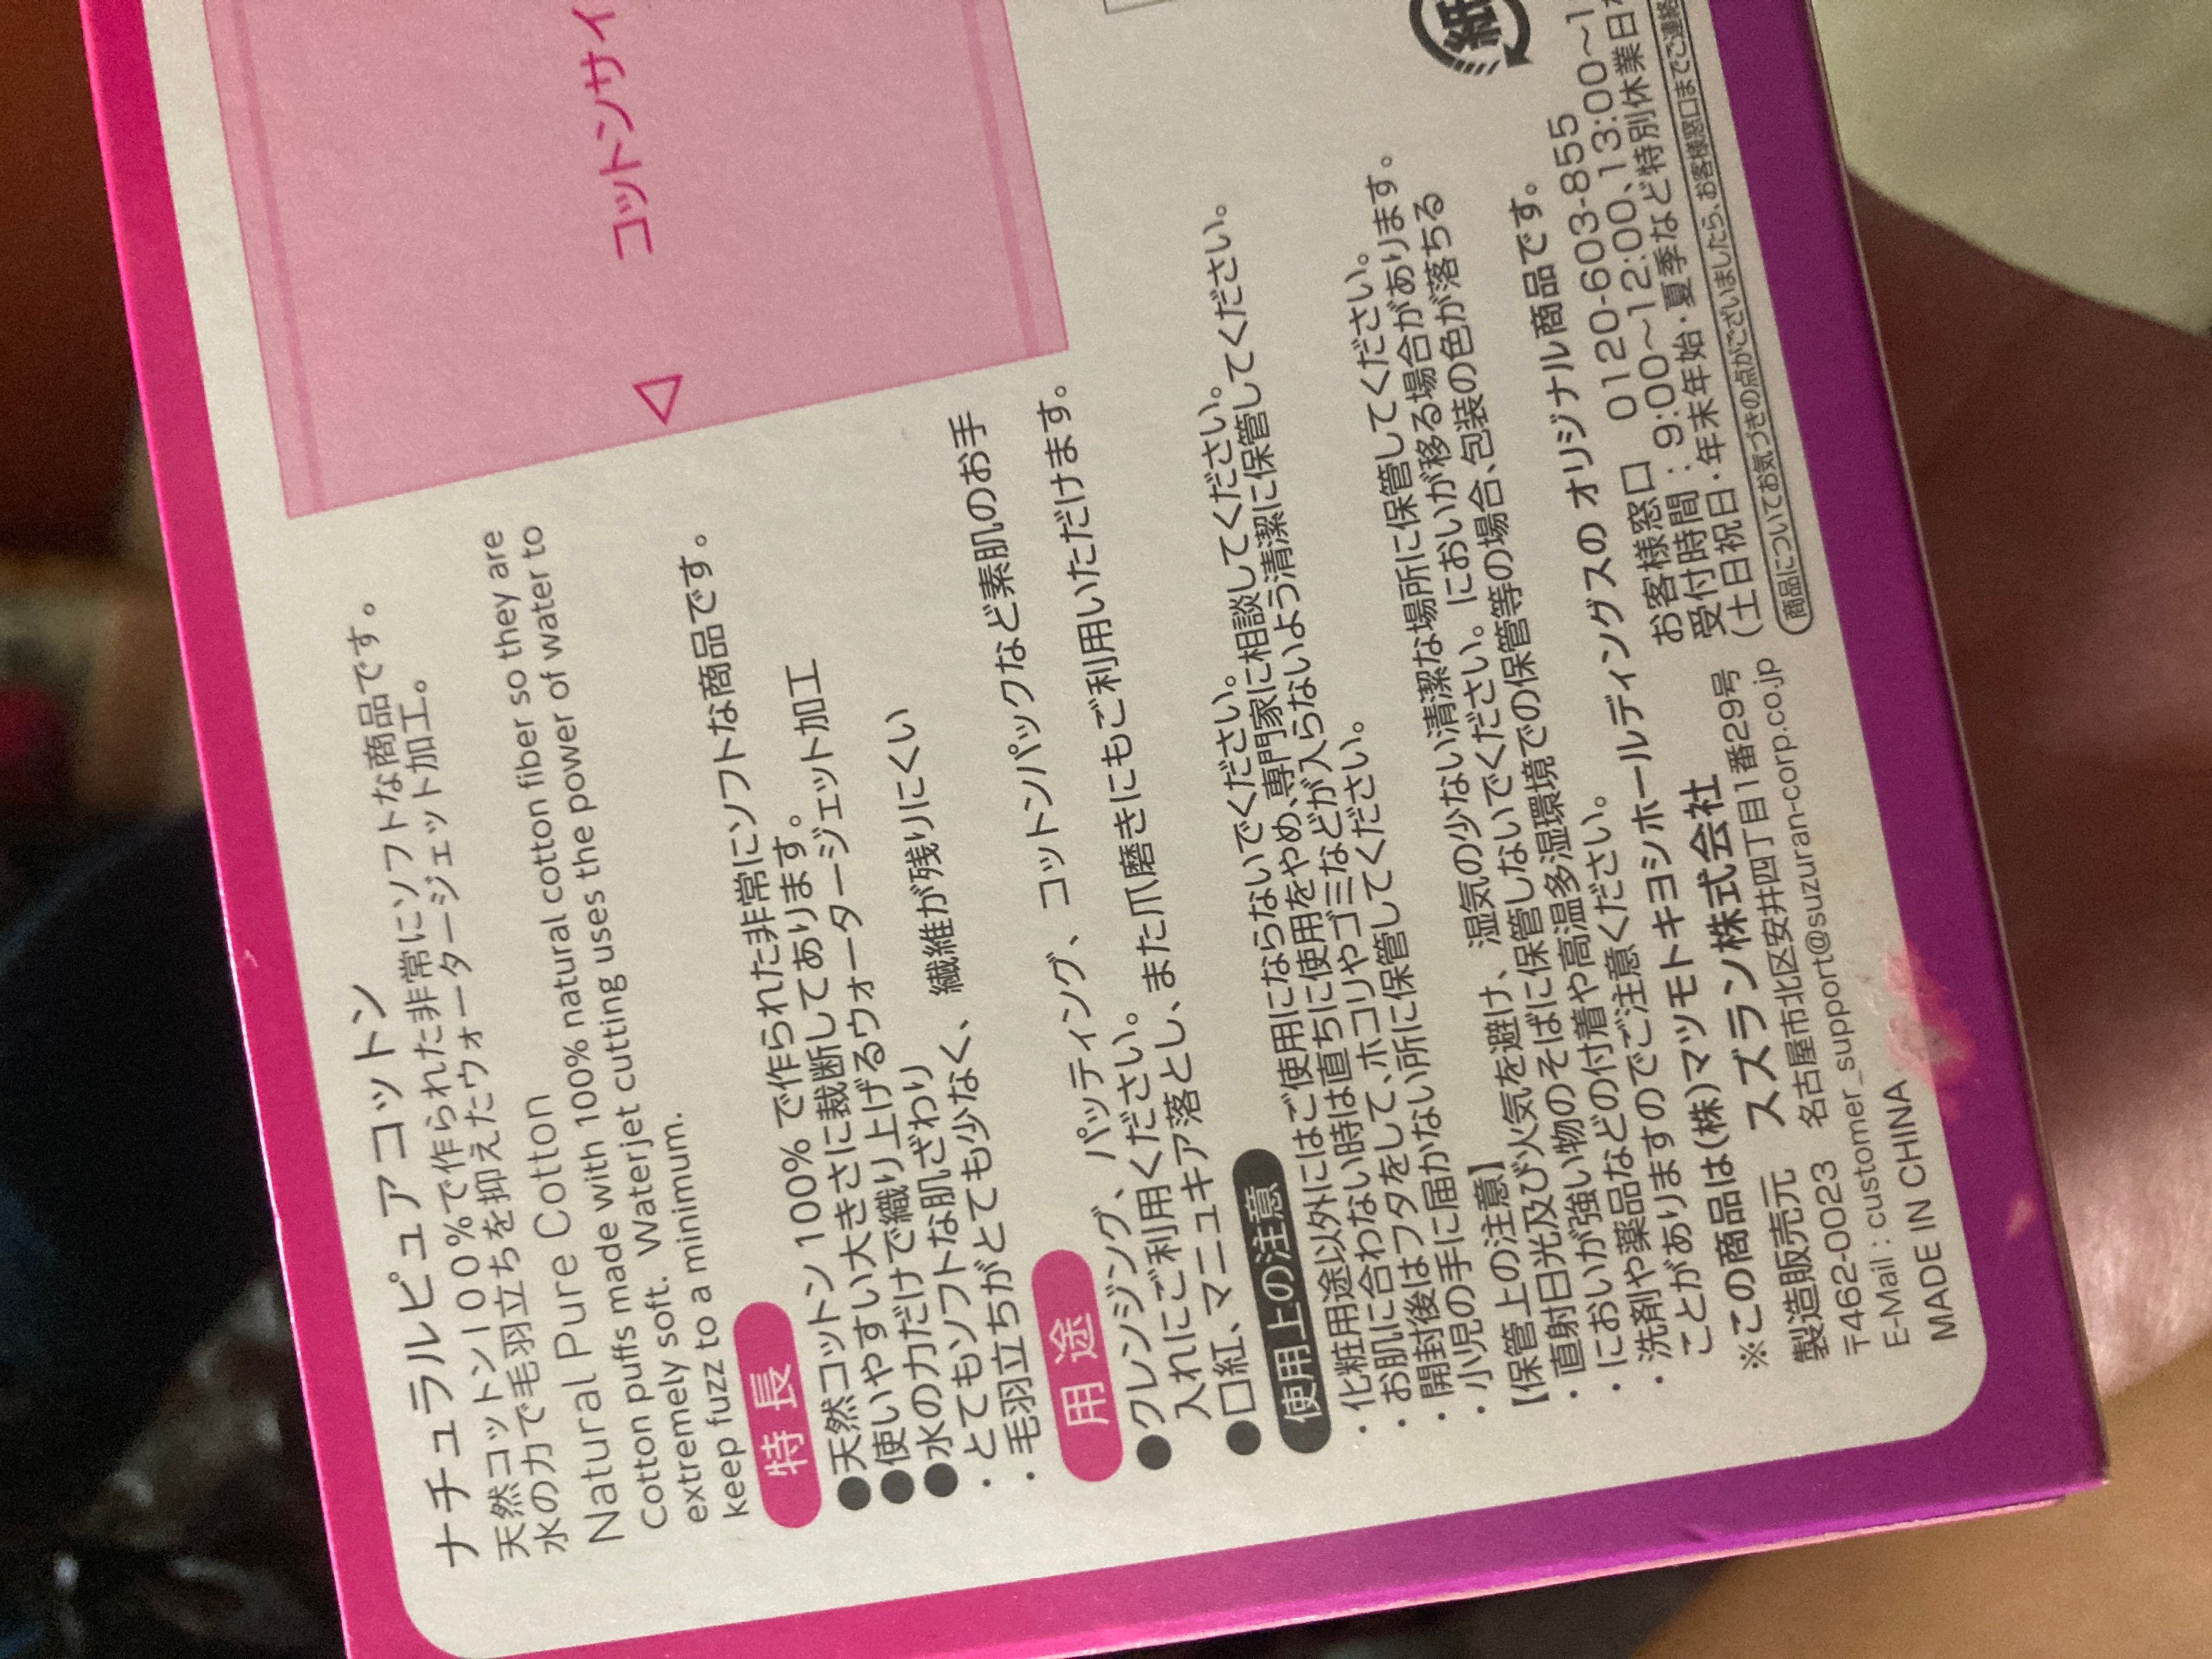 ナチュラルピュアコットン
天然コットン100%で作られた非常にソフトな商品です。
水の力で毛羽立ちを抑えたウォータージェット加工。
Natural Pure Cotton
Cotton puffs made with 100% natural cotton fiber so they are
extremely soft. Waterjet cutting uses the power of water to
keep fuzz to a minimum.
特長
●天然コットン100%で作られた非常にソフトな商品です。
●使いやすい大きさに裁断してあります。
●水の力だけで織り上げるウォータージェット加工
・とてもソフトな肌ざわり
・毛羽立ちがとても少なく、繊維が残りにくい
用途
●クレンジング、パッティング、コットンパックなど素肌のお手
入れにご利用ください。
●口紅、マニュキア落とし、また爪磨きにもご利用いただけます。
使用上の注意
・化粧用途以外にはご使用にならないでください。
・お肌に合わない時は直ちに使用をやめ、専門家に相談してください。
・開封後はフタをして、ホコリやゴミなどが入らないよう清潔に保管してください。
・小児の手に届かない所に保管してください。
【保管上の注意】
・直射日光及び火気を避け、湿気の少ない清潔な場所に保管してください。
・においが強い物のそばに保管しないでください。においが移る場合があります。
・洗剤や薬品などの付着や高温多湿環境での保管等の場合、包装の色が落ちる
ことがありますのでご注意ください。
※この商品は(株)マツモトキヨシホールディングスのオリジナル商品です。
製造販売元 スズラン株式会社
〒462-0023 名古屋市北区安井四丁目1番29号
E-Mail : customer_support@suzuran-corp.co.jp
MADE IN CHINA
お客様窓口 0120-603-855
受付時間：9:00～12:00、13:00～1
(土日祝日・年末年始・夏季など特別休業日
商品についてお気づきの点がございましたら、お客様窓口までご連絡
コットンサイ
紙